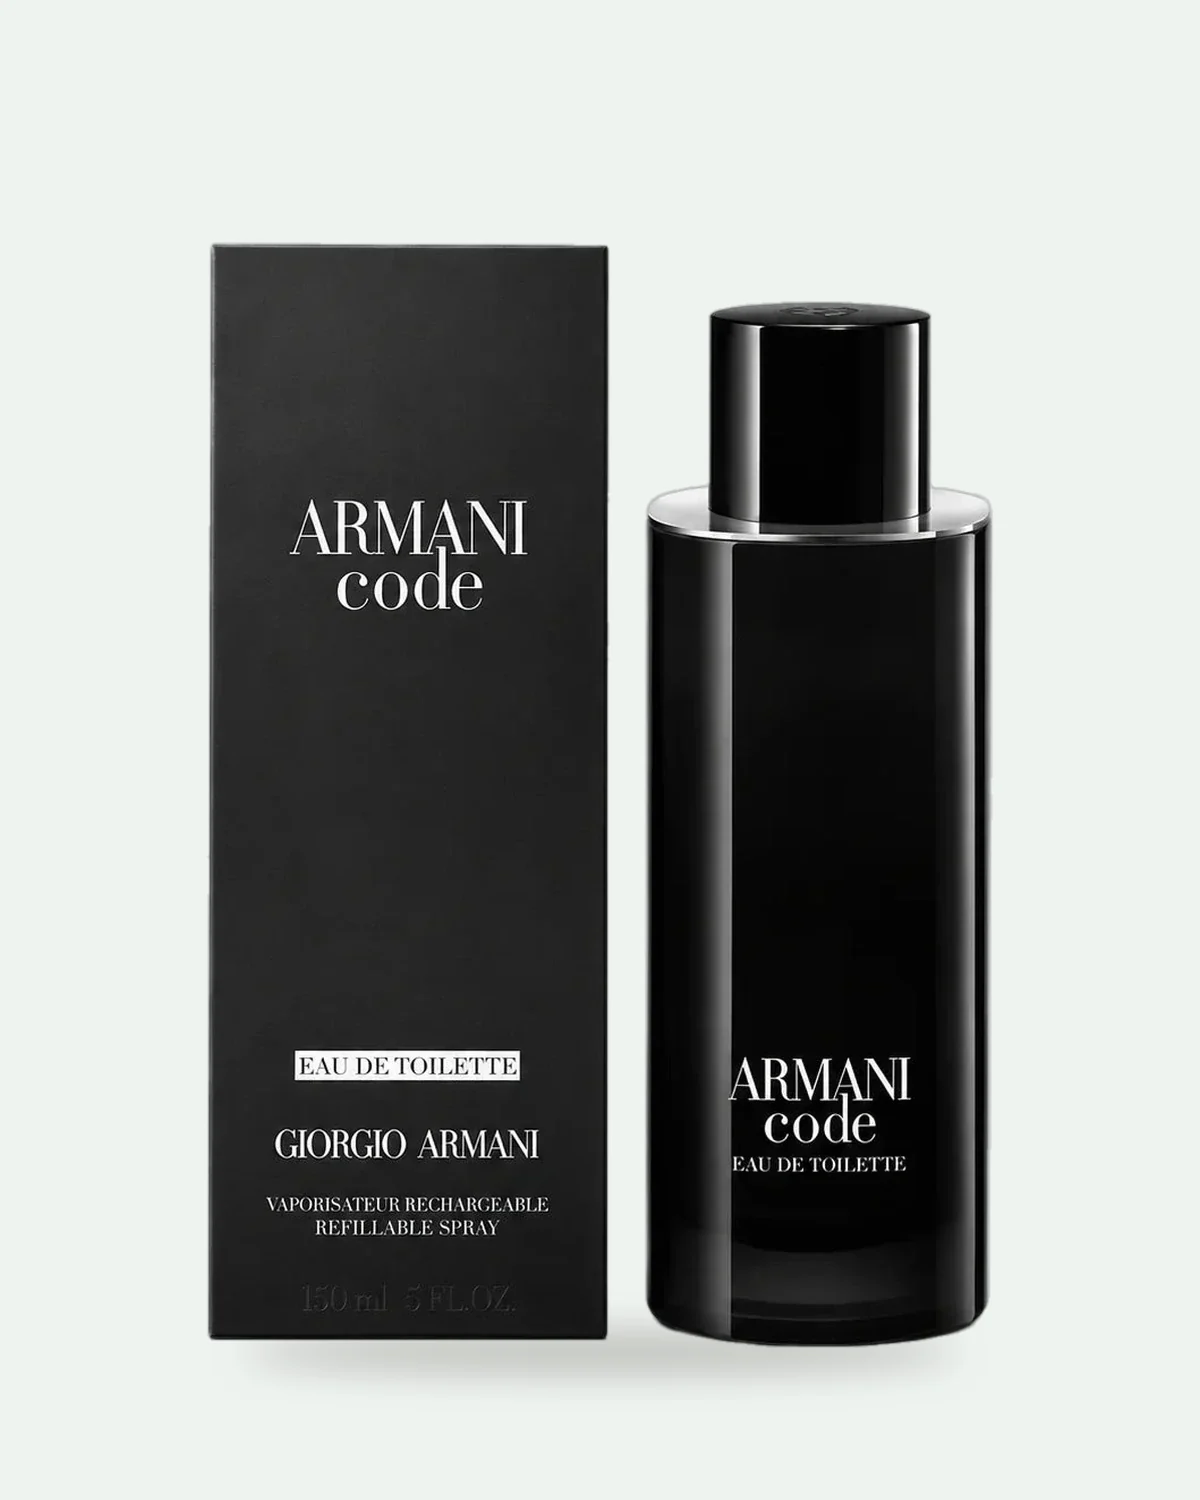 ARMANI
code
EAU DE TOILETTE
GIORGIO ARMANI
VAPORISATEUR RECHARGEABLE
REFILLABLE SPRAY
150 ml 5 FL.OZ.
ARMANI
code
EAU DE TOILETTE